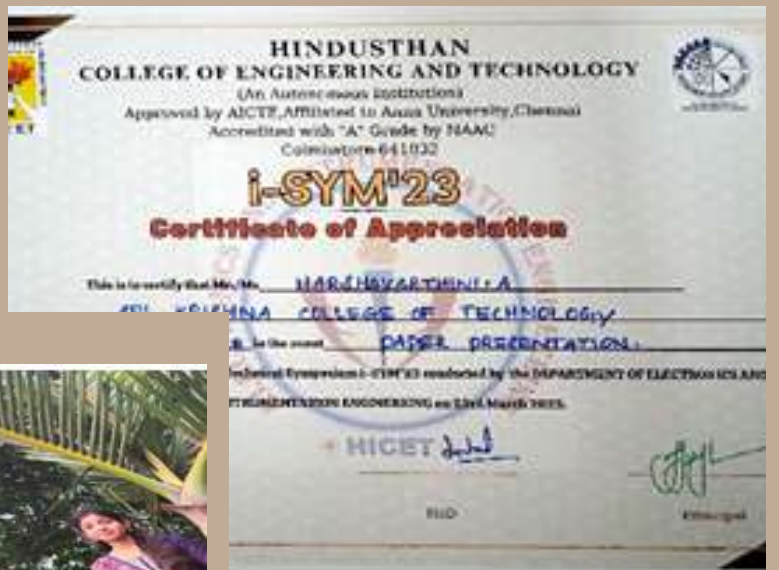 HINDUSTHAN
COLLEGE OF ENGINEERING AND TECHNOLOGY
(An Autonomous Institution)
Approved by AICTE, Affiliated to Anna University, Chennai
Accredited with "A" Grade by NAAC
Coimbatore-641032
i-SYM'23
Certificate of Appreciation
This is to certify that Mr./Ms. HARSHAVARTHINI.A
KRISHNA COLLEGE OF TECHNOLOGY
in the event PAPER PRESENTATION.
Technical Symposium i-SYM'23 conducted by the DEPARTMENT OF ELECTRONICS AND
ENGINEERING on 23rd March 2023.
HICET
HOD
Principal